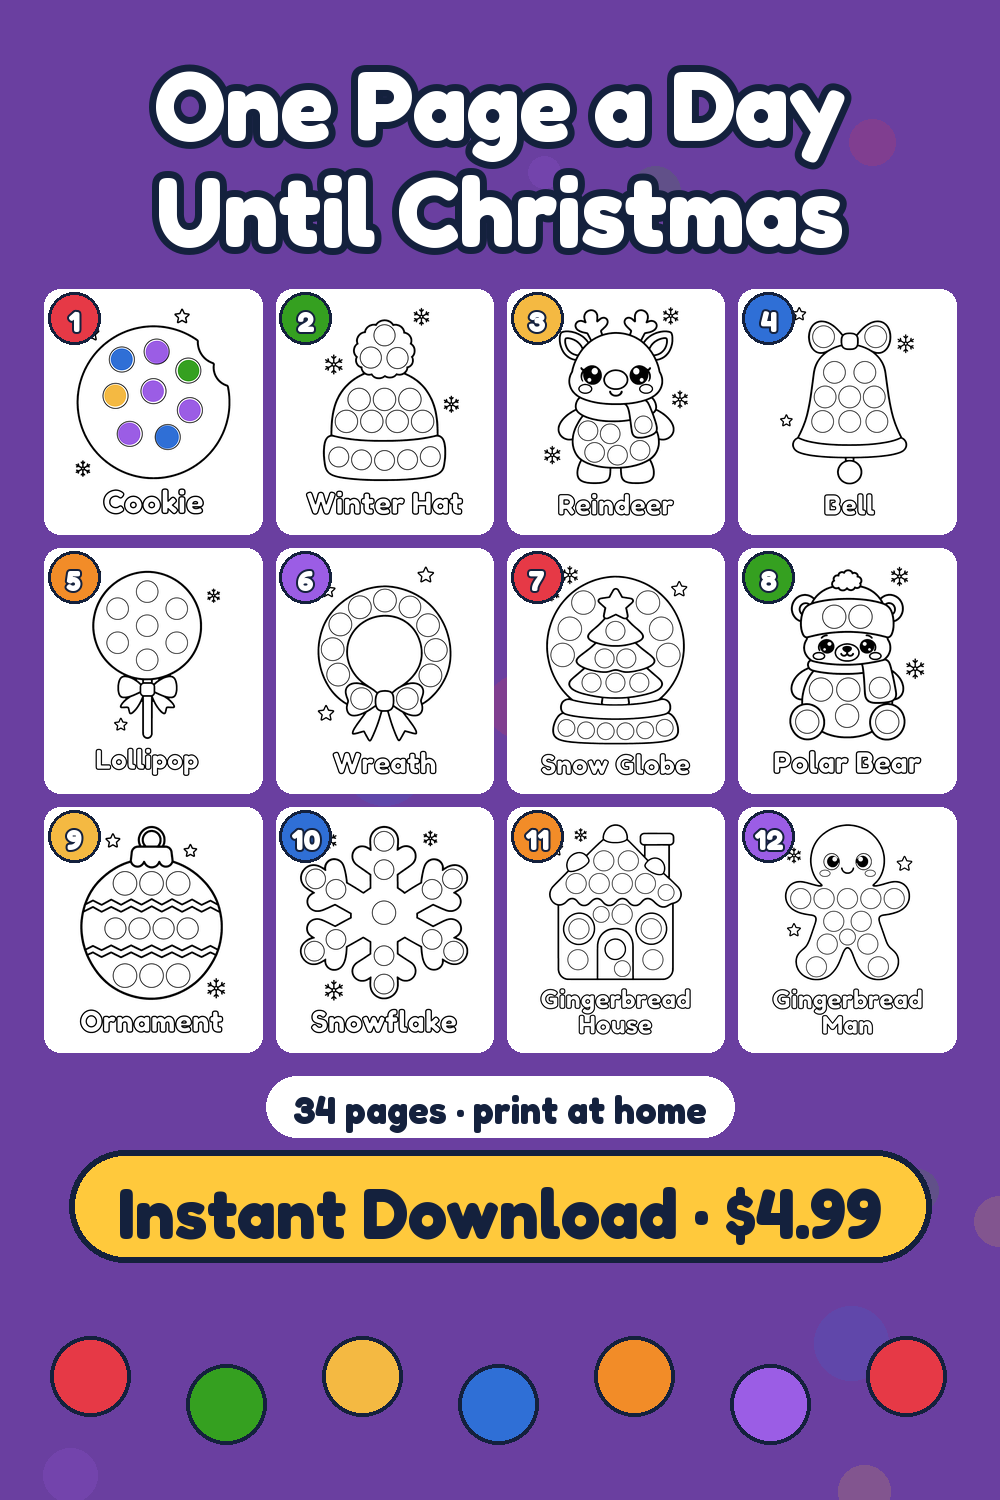 One Page a Day
Until Christmas
1
Cookie
2
Winter Hat
3
Reindeer
4
Bell
5
Lollipop
6
Wreath
7
Snow Globe
8
Polar Bear
9
Ornament
10
Snowflake
11
Gingerbread
House
12
Gingerbread
Man
34 pages · print at home
Instant Download · $4.99